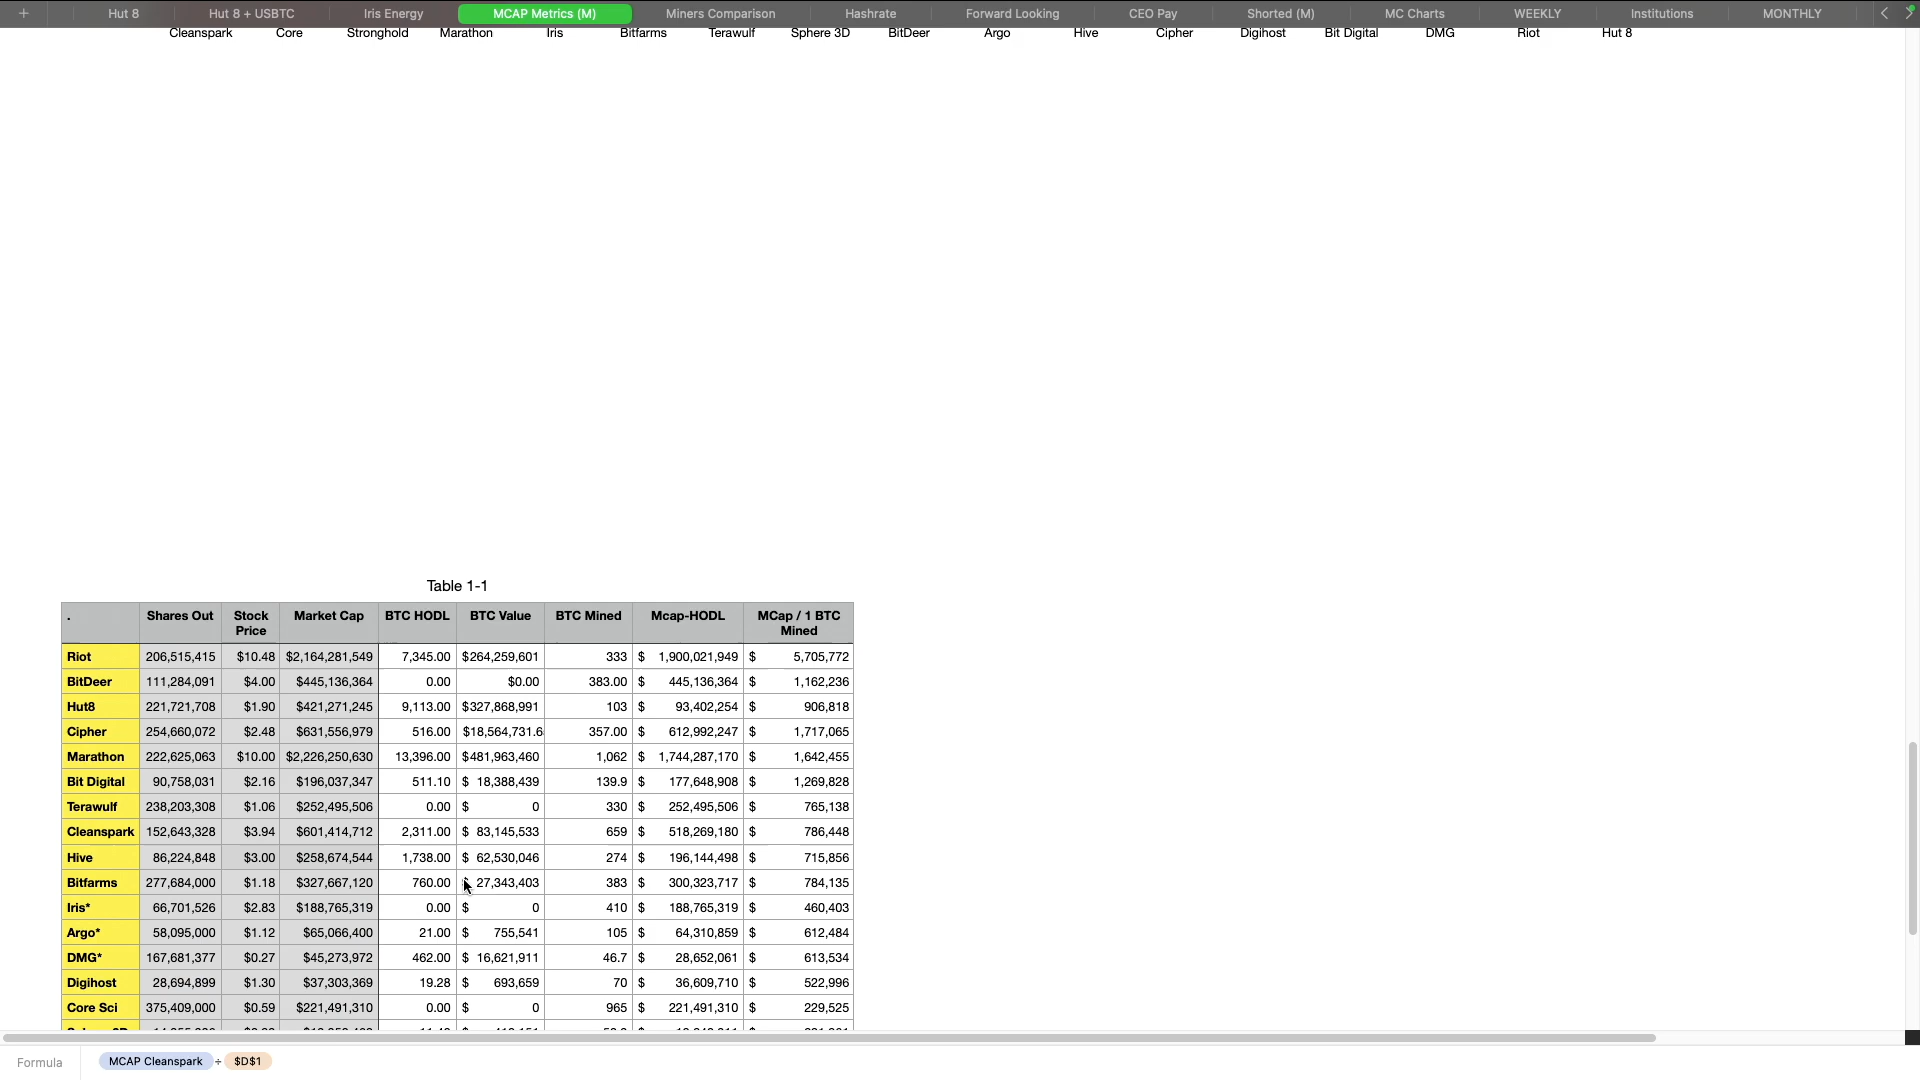 + Hut 8 Hut 8 + USBTC Iris Energy MCAP Metrics (M) Miners Comparison Hashrate Forward Looking CEO Pay Shorted (M) MC Charts WEEKLY Institutions MONTHLY
Cleanspark Core Stronghold Marathon Iris Bitfarms Terawulf Sphere 3D BitDeer Argo Hive Cipher Digihost Bit Digital DMG Riot Hut 8
Table 1-1
. Shares Out Stock Price Market Cap BTC HODL BTC Value BTC Mined Mcap-HODL MCap / 1 BTC Mined
Riot 206,515,415 $10.48 $2,164,281,549 7,345.00 $264,259,601 333 $ 1,900,021,949 $ 5,705,772
BitDeer 111,284,091 $4.00 $445,136,364 0.00 $0.00 383.00 $ 445,136,364 $ 1,162,236
Hut8 221,721,708 $1.90 $421,271,245 9,113.00 $327,868,991 103 $ 93,402,254 $ 906,818
Cipher 254,660,072 $2.48 $631,556,979 516.00 $18,564,731.6 357.00 $ 612,992,247 $ 1,717,065
Marathon 222,625,063 $10.00 $2,226,250,630 13,396.00 $481,963,460 1,062 $ 1,744,287,170 $ 1,642,455
Bit Digital 90,758,031 $2.16 $196,037,347 511.10 $ 18,388,439 139.9 $ 177,648,908 $ 1,269,828
Terawulf 238,203,308 $1.06 $252,495,506 0.00 $ 0 330 $ 252,495,506 $ 765,138
Cleanspark 152,643,328 $3.94 $601,414,712 2,311.00 $ 83,145,533 659 $ 518,269,180 $ 786,448
Hive 86,224,848 $3.00 $258,674,544 1,738.00 $ 62,530,046 274 $ 196,144,498 $ 715,856
Bitfarms 277,684,000 $1.18 $327,667,120 760.00 $ 27,343,403 383 $ 300,323,717 $ 784,135
Iris* 66,701,526 $2.83 $188,765,319 0.00 $ 0 410 $ 188,765,319 $ 460,403
Argo* 58,095,000 $1.12 $65,066,400 21.00 $ 755,541 105 $ 64,310,859 $ 612,484
DMG* 167,681,377 $0.27 $45,273,972 462.00 $ 16,621,911 46.7 $ 28,652,061 $ 613,534
Digihost 28,694,899 $1.30 $37,303,369 19.28 $ 693,659 70 $ 36,609,710 $ 522,996
Core Sci 375,409,000 $0.59 $221,491,310 0.00 $ 0 965 $ 221,491,310 $ 229,525
Formula MCAP Cleanspark ÷ $D$1